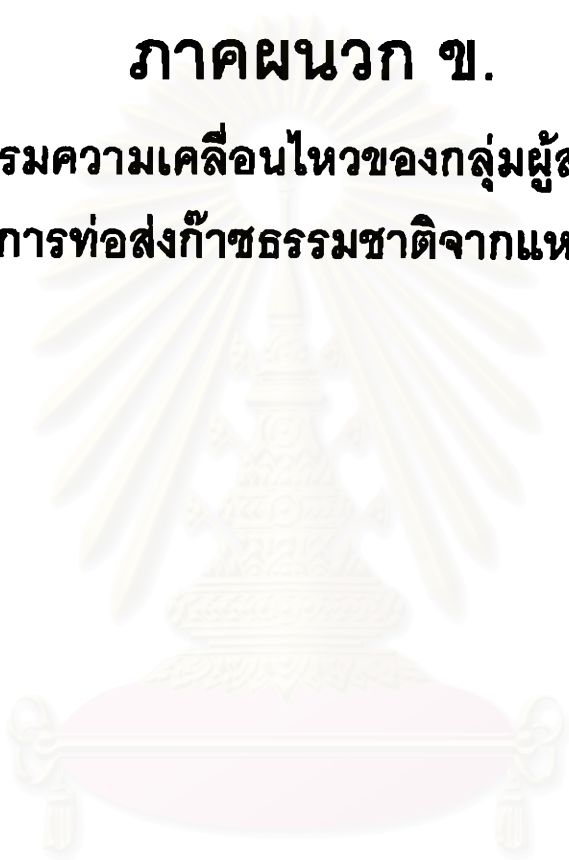 ภาคผนวก ข.
รมความเคลื่อนไหวของกลุ่มผู้ส
การท่อส่งก๊าซธรรมชาติจากแห